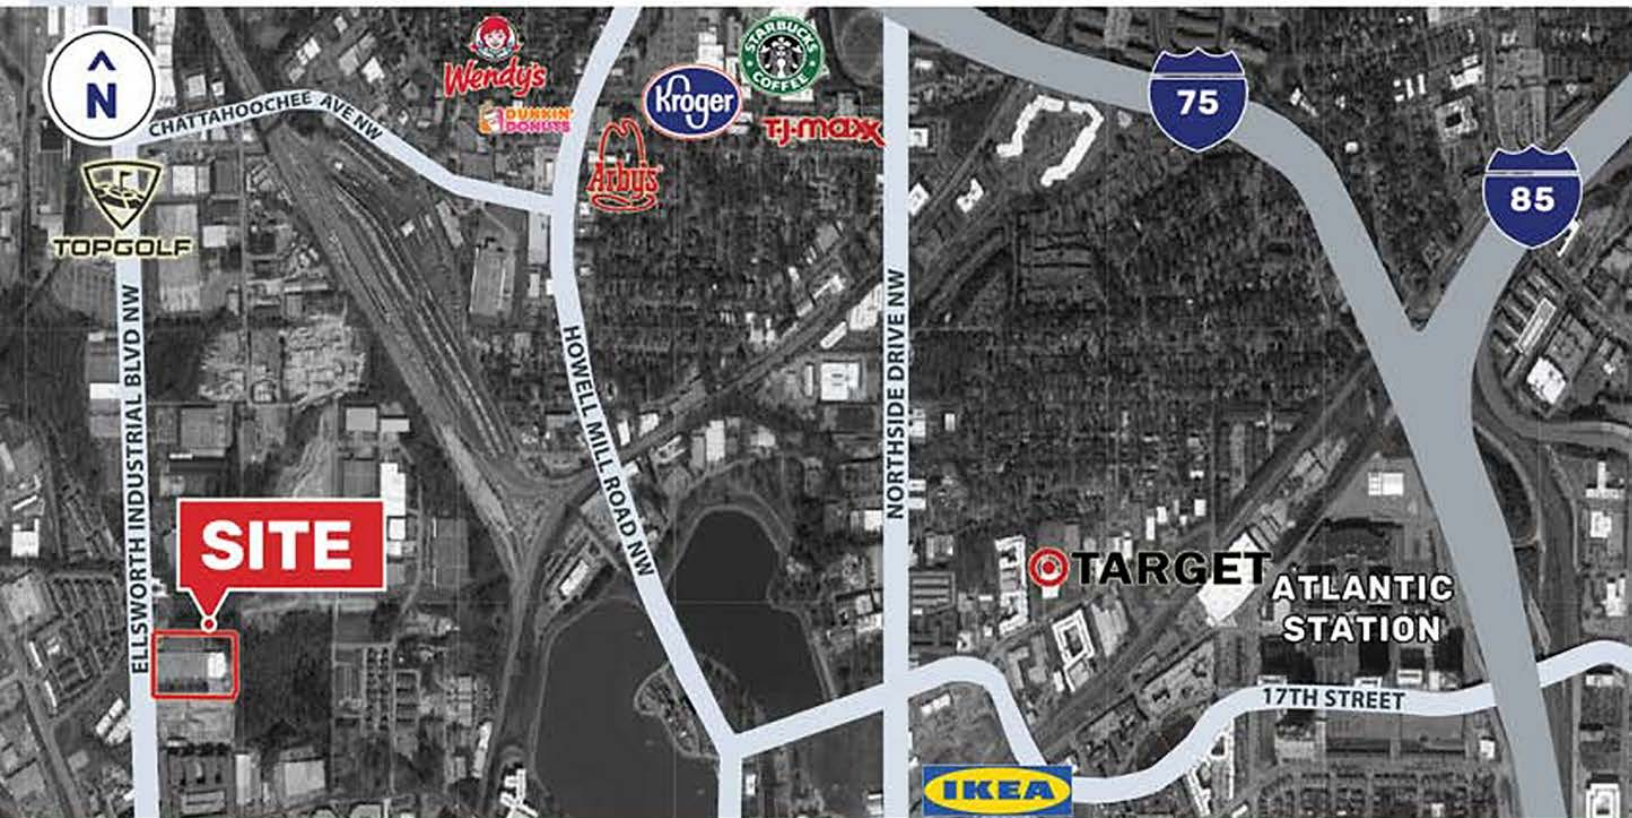 N
CHATTAHOOCHEE AVE NW
TOPGOLF
Wendy's
DUNKIN'
DONUTS
Arby's
Kroger
STARBUCKS
COFFEE
T·J·maxx
75
85
ELLSWORTH INDUSTRIAL BLVD NW
HOWELL MILL ROAD NW
NORTHSIDE DRIVE NW
SITE
TARGET
ATLANTIC
STATION
17TH STREET
IKEA